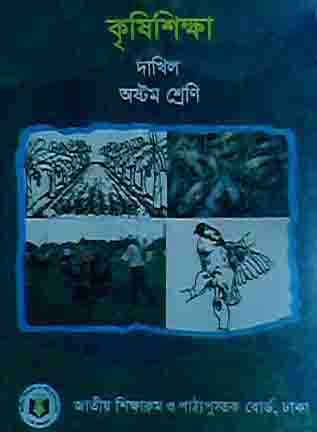 কৃষিশিক্ষা
দাখিল
অষ্টম শ্রেণি
জাতীয় শিক্ষাক্রম ও পাঠ্যপুস্তক বোর্ড, ঢাকা